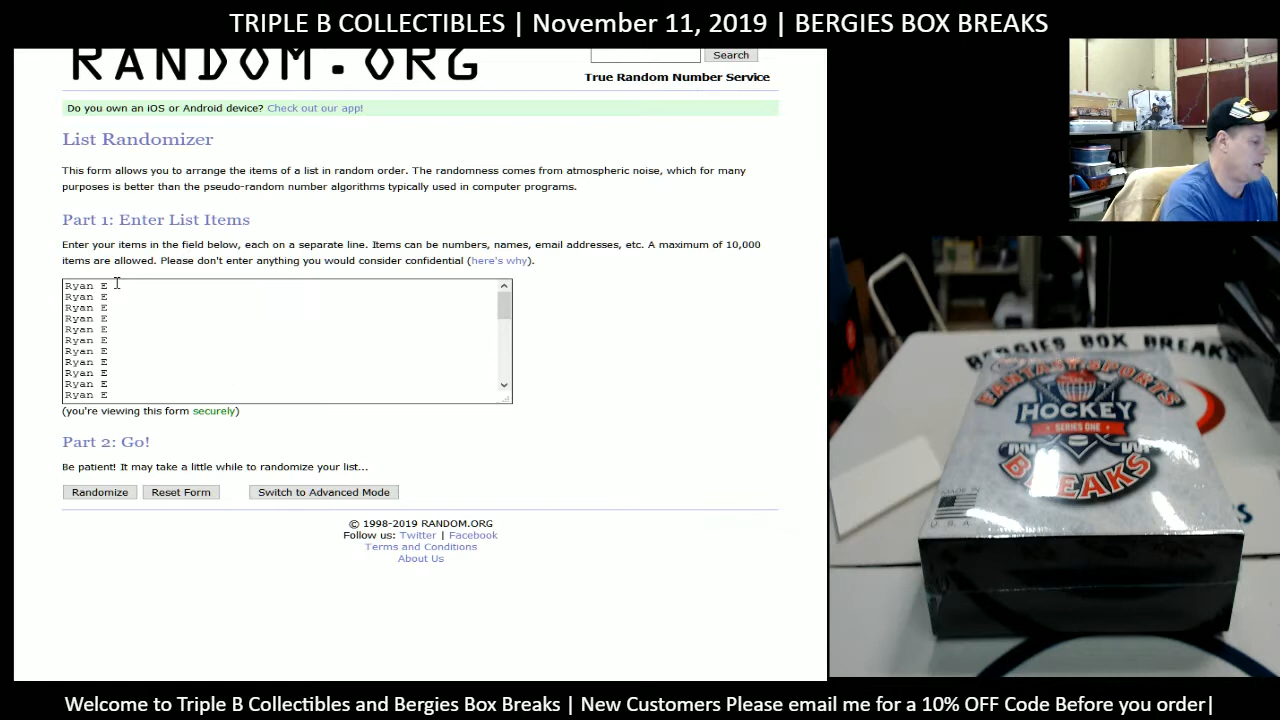 TRIPLE B COLLECTIBLES | November 11, 2019 | BERGIES BOX BREAKS
RANDOM.ORG
Search
True Random Number Service
Do you own an iOS or Android device? Check out our app!
List Randomizer
This form allows you to arrange the items of a list in random order. The randomness comes from atmospheric noise, which for many
purposes is better than the pseudo-random number algorithms typically used in computer programs.
Part 1: Enter List Items
Enter your items in the field below, each on a separate line. Items can be numbers, names, email addresses, etc. A maximum of 10,000
items are allowed. Please don't enter anything you would consider confidential (here's why).
Ryan E
Ryan E
Ryan E
Ryan E
Ryan E
Ryan E
Ryan E
Ryan E
Ryan E
Ryan E
Ryan E
(you're viewing this form securely)
Part 2: Go!
Be patient! It may take a little while to randomize your list...
Randomize
Reset Form
Switch to Advanced Mode
© 1998-2019 RANDOM.ORG
Follow us: Twitter | Facebook
Terms and Conditions
About Us
BERGIES BOX BREAKS
FANTASY SPORTS
HOCKEY
SERIES ONE
BREAKS
MADE IN
U.S.A
Welcome to Triple B Collectibles and Bergies Box Breaks | New Customers Please email me for a 10% OFF Code Before you order|